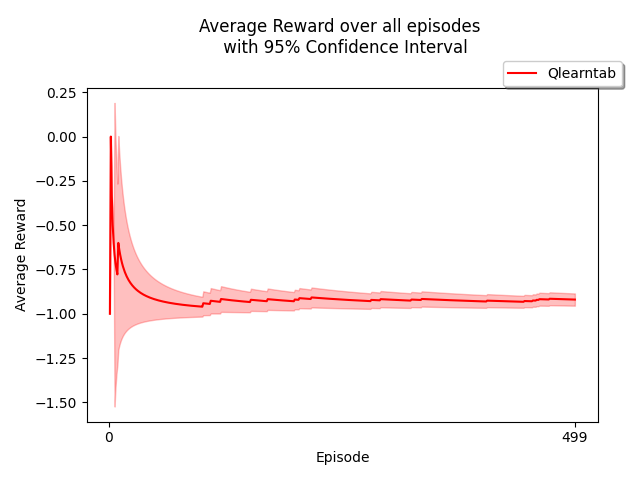 Average Reward over all episodes
with 95% Confidence Interval
Qlearntab
0.25
0.00
−0.25
−0.50
−0.75
−1.00
−1.25
−1.50
Average Reward
0
499
Episode